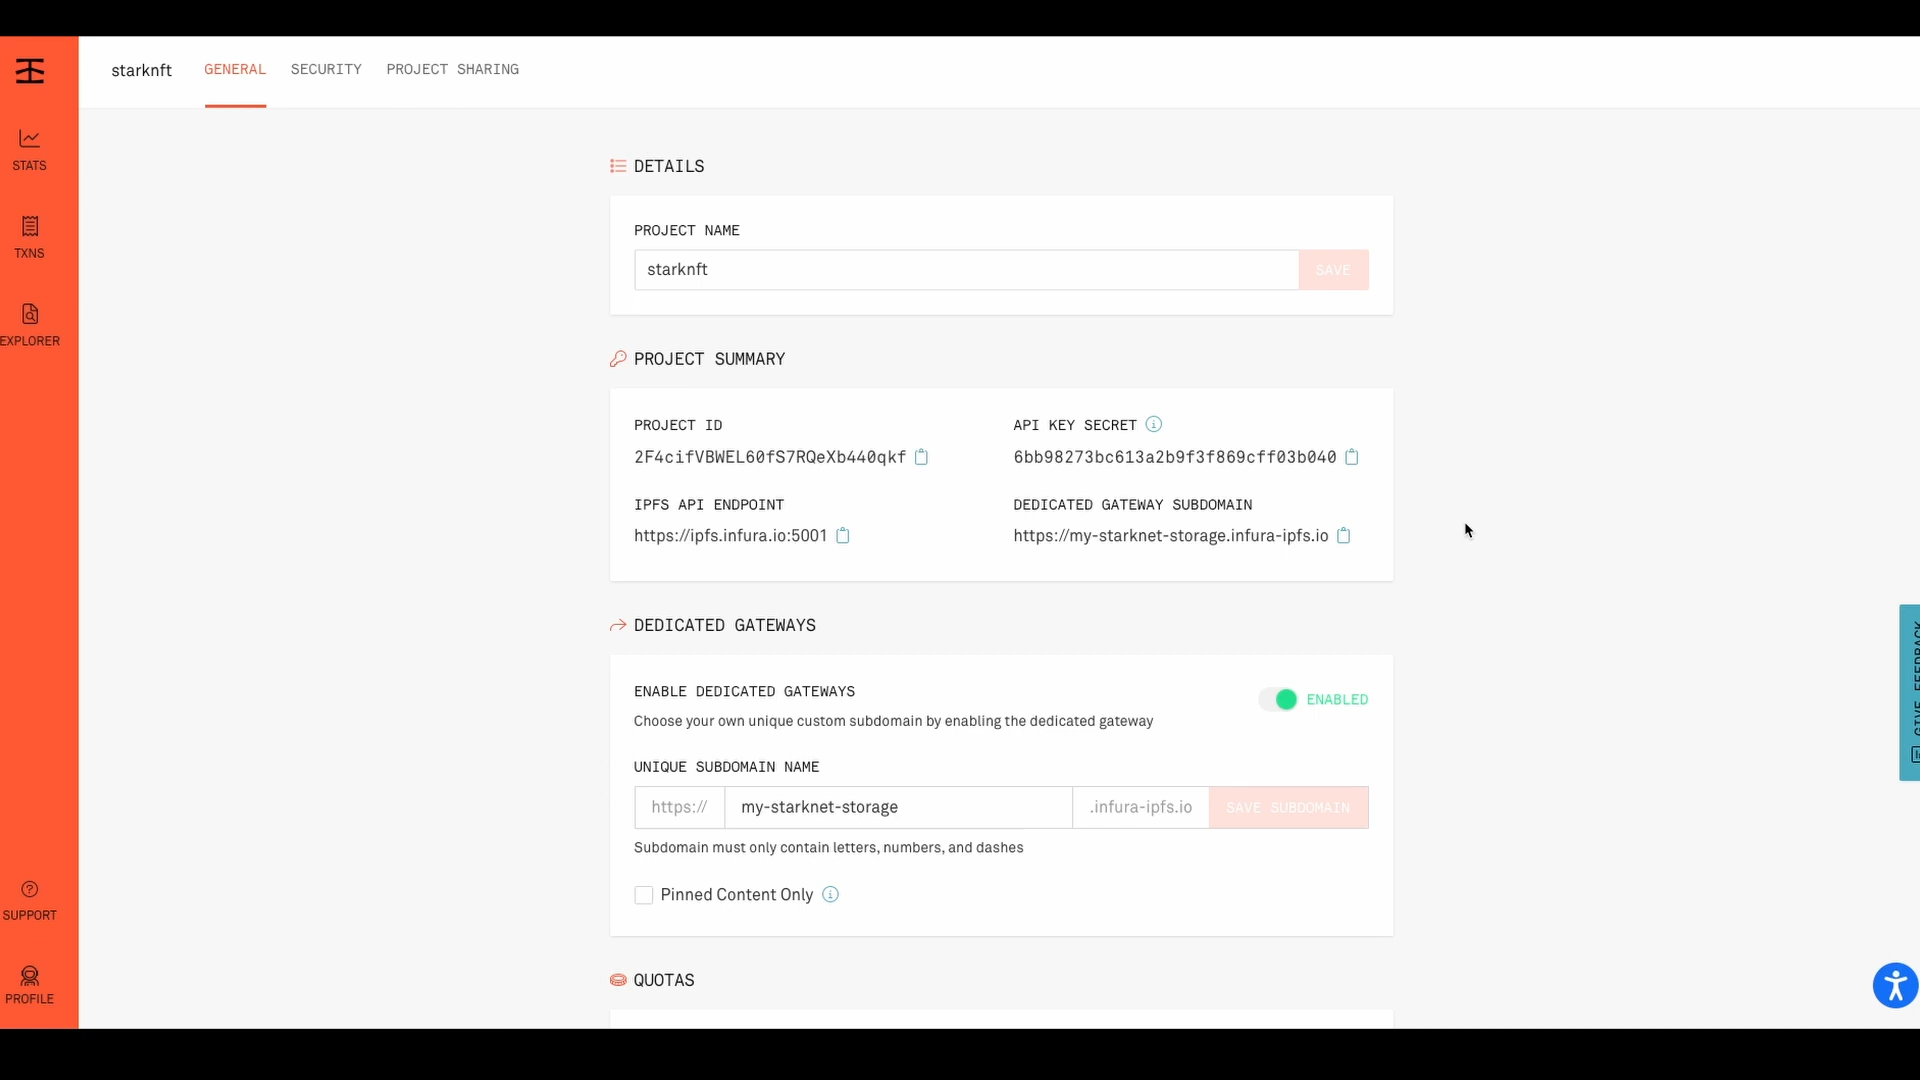 starknft GENERAL SECURITY PROJECT SHARING
STATS
TXNS
EXPLORER
DETAILS
PROJECT NAME
starknft SAVE
PROJECT SUMMARY
PROJECT ID API KEY SECRET
2F4cifVBWEL60fS7RQeXb440qkf 6bb98273bc613a2b9f3f869cff03b040
IPFS API ENDPOINT DEDICATED GATEWAY SUBDOMAIN
https://ipfs.infura.io:5001 https://my-starknet-storage.infura-ipfs.io
DEDICATED GATEWAYS
ENABLE DEDICATED GATEWAYS ENABLED
Choose your own unique custom subdomain by enabling the dedicated gateway
UNIQUE SUBDOMAIN NAME
https:// my-starknet-storage .infura-ipfs.io SAVE SUBDOMAIN
Subdomain must only contain letters, numbers, and dashes
Pinned Content Only
QUOTAS
SUPPORT
PROFILE
GIVE FEEDBACK